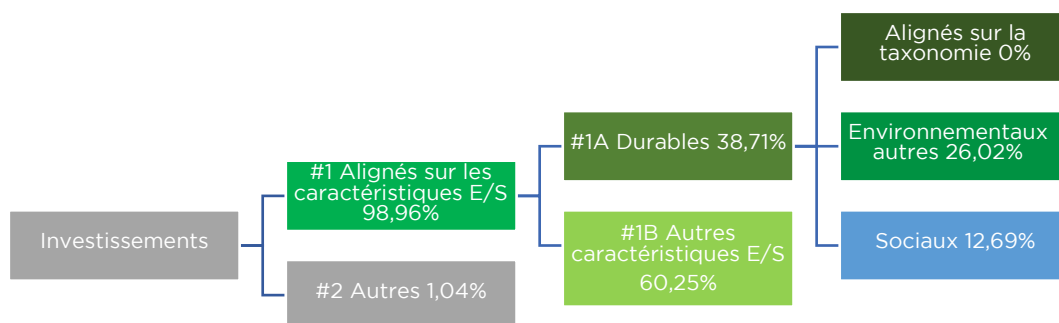 Investissements
#1 Alignés sur les
caractéristiques E/S
98,96%
#2 Autres 1,04%
#1A Durables 38,71%
#1B Autres
caractéristiques E/S
60,25%
Alignés sur la
taxonomie 0%
Environnementaux
autres 26,02%
Sociaux 12,69%